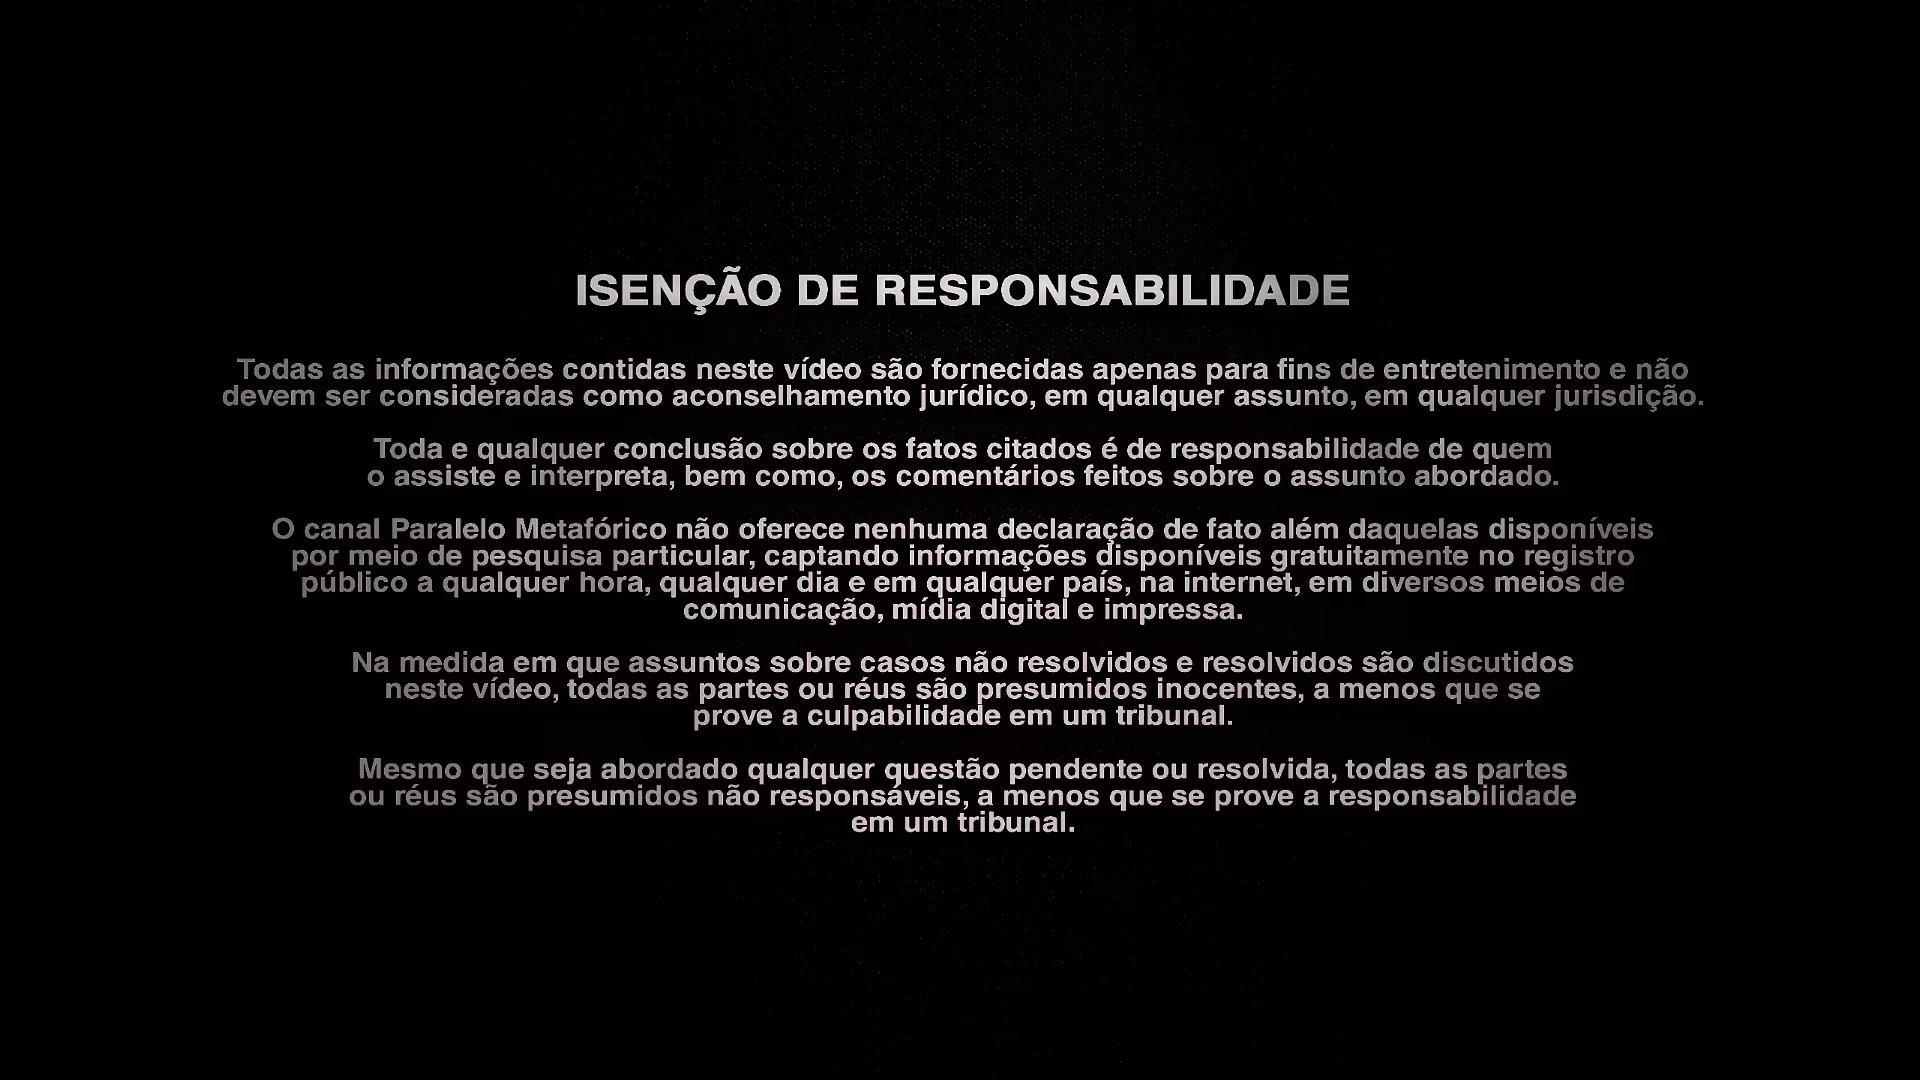 ISENÇÃO DE RESPONSABILIDADE
Todas as informações contidas neste vídeo são fornecidas apenas para fins de entretenimento e não
devem ser consideradas como aconselhamento jurídico, em qualquer assunto, em qualquer jurisdição.
Toda e qualquer conclusão sobre os fatos citados é de responsabilidade de quem
o assiste e interpreta, bem como, os comentários feitos sobre o assunto abordado.
O canal Paralelo Metafórico não oferece nenhuma declaração de fato além daquelas disponíveis
por meio de pesquisa particular, captando informações disponíveis gratuitamente no registro
público a qualquer hora, qualquer dia e em qualquer país, na internet, em diversos meios de
comunicação, mídia digital e impressa.
Na medida em que assuntos sobre casos não resolvidos e resolvidos são discutidos
neste vídeo, todas as partes ou réus são presumidos inocentes, a menos que se
prove a culpabilidade em um tribunal.
Mesmo que seja abordado qualquer questão pendente ou resolvida, todas as partes
ou réus são presumidos não responsáveis, a menos que se prove a responsabilidade
em um tribunal.